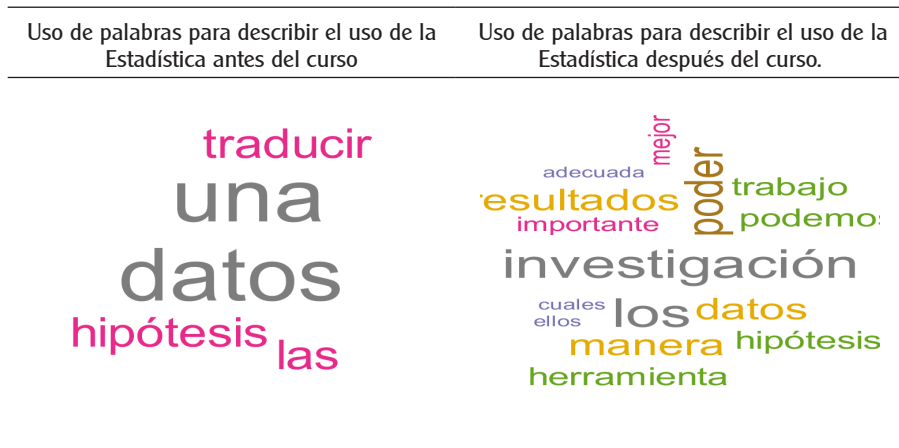 Uso de palabras para describir el uso de la
Estadística antes del curso
Uso de palabras para describir el uso de la
Estadística después del curso.
traducir
una
datos
hipótesis
las
mejor
adecuada
poder
esultados
trabajo
importante
podemos
investigación
cuales
ellos
los
datos
manera
hipótesis
herramienta